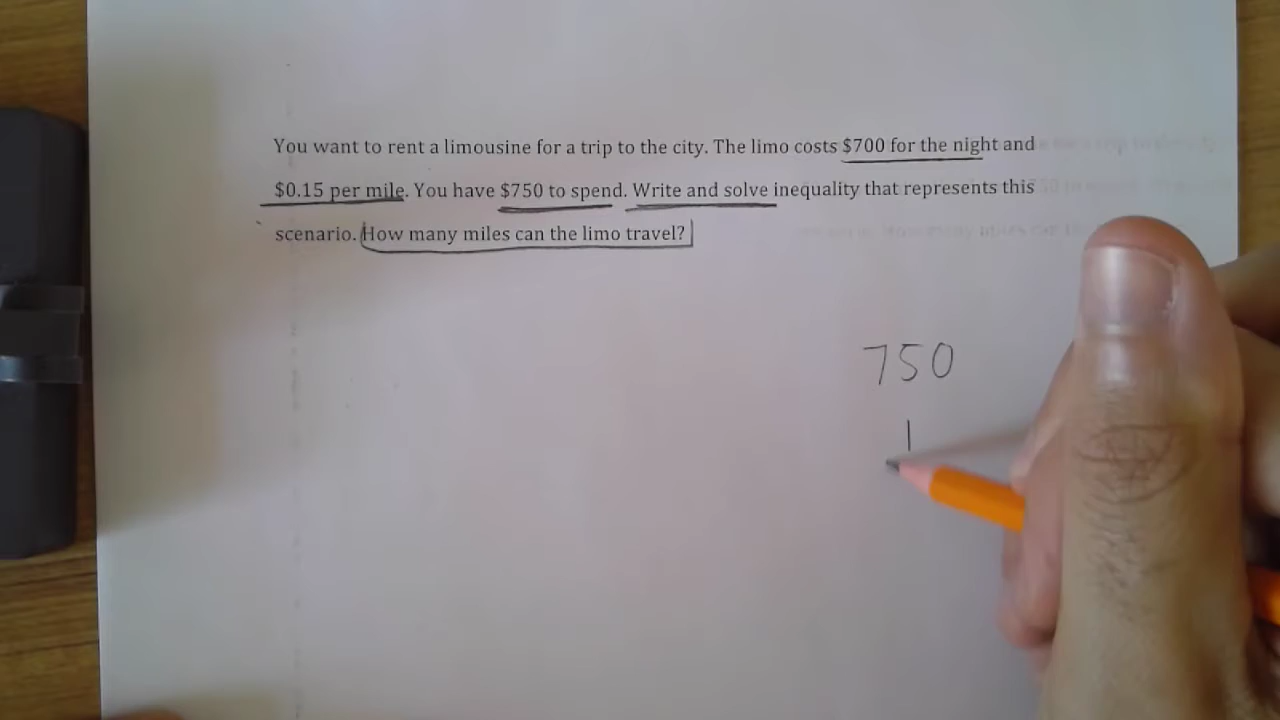 You want to rent a limousine for a trip to the city. The limo costs $700 for the night and
$0.15 per mile. You have $750 to spend. Write and solve inequality that represents this
scenario. How many miles can the limo travel?
750